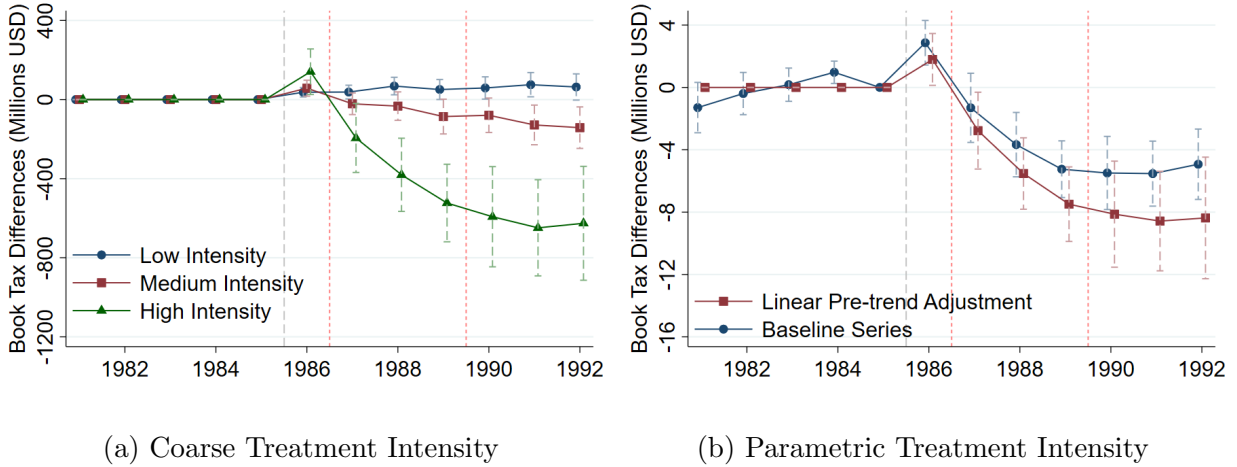 Book Tax Differences (Millions USD)
400
0
-400
-800
-1200
Low Intensity
Medium Intensity
High Intensity
1982 1984 1986 1988 1990 1992
(a) Coarse Treatment Intensity
Book Tax Differences (Millions USD)
4
0
-4
-8
-12
-16
Linear Pre-trend Adjustment
Baseline Series
1982 1984 1986 1988 1990 1992
(b) Parametric Treatment Intensity